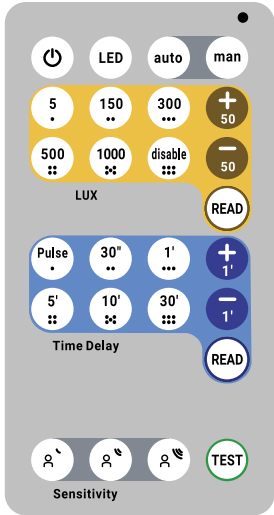 LED auto man
5 150 300 + 50
500 1000 disable − 50
LUX
READ
Pulse 30" 1' + 1'
5' 10' 30' − 1'
Time Delay
READ
TEST
Sensitivity